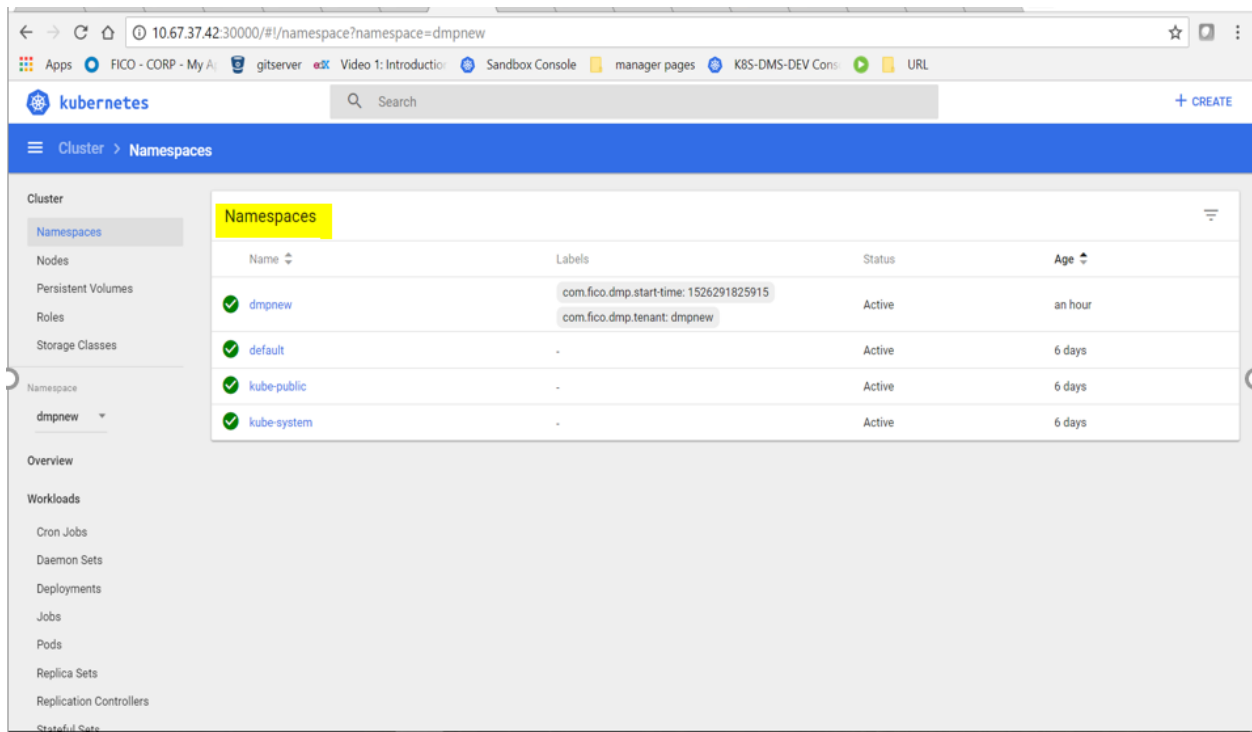 10.67.37.42:30000/#!/namespace?namespace=dmpnew
Apps FICO - CORP - My A gitserver Video 1: Introductio Sandbox Console manager pages K8S-DMS-DEV Cons URL
kubernetes Search + CREATE
Cluster > Namespaces
Cluster
Namespaces
Nodes
Persistent Volumes
Roles
Storage Classes
Namespace
dmpnew
Overview
Workloads
Cron Jobs
Daemon Sets
Deployments
Jobs
Pods
Replica Sets
Replication Controllers
Stateful Sets
Namespaces
Name Labels Status Age
dmpnew com.fico.dmp.start-time: 1526291825915 Active an hour
com.fico.dmp.tenant: dmpnew
default - Active 6 days
kube-public - Active 6 days
kube-system - Active 6 days